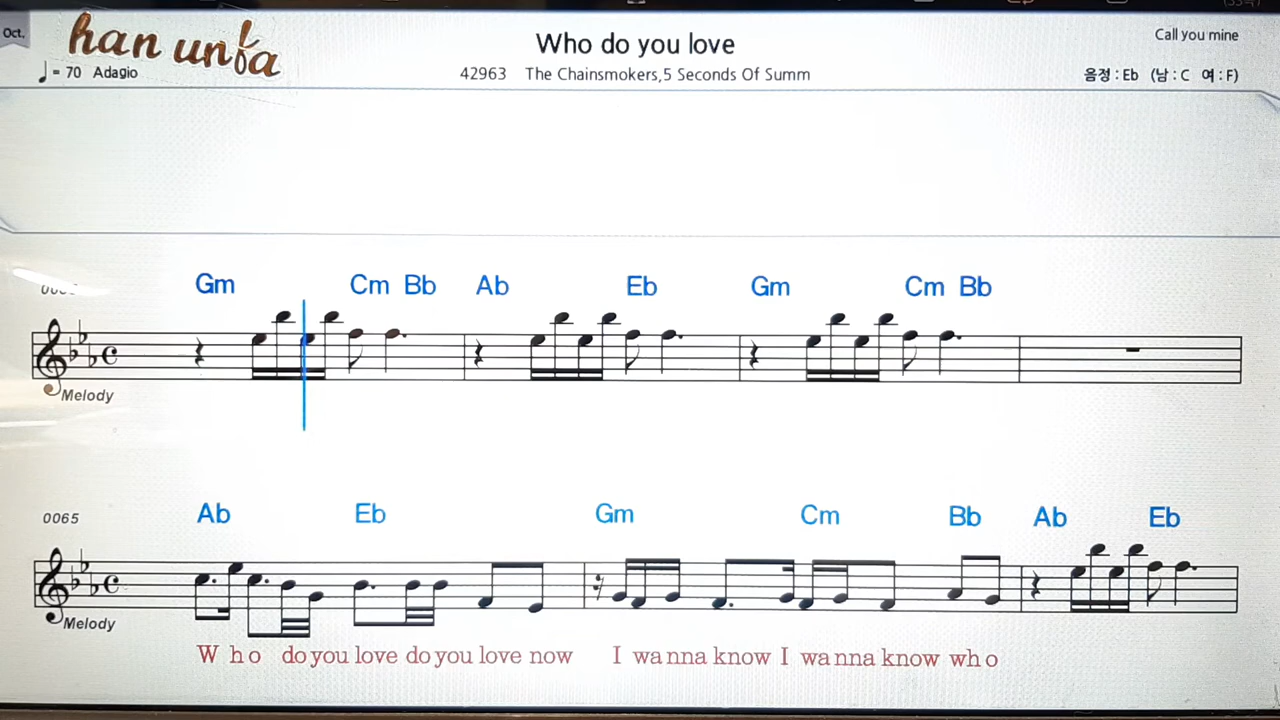 Oct.
han unfa
Who do you love
Call you mine
♩ = 70 Adagio
42963 The Chainsmokers,5 Seconds Of Summ
음정 : Eb (남 : C 여 : F)
Gm Cm Bb Ab Eb Gm Cm Bb
Melody
Ab Eb Gm Cm Bb Ab Eb
0065
Melody
Who do you love do you love now I wanna know I wanna know who